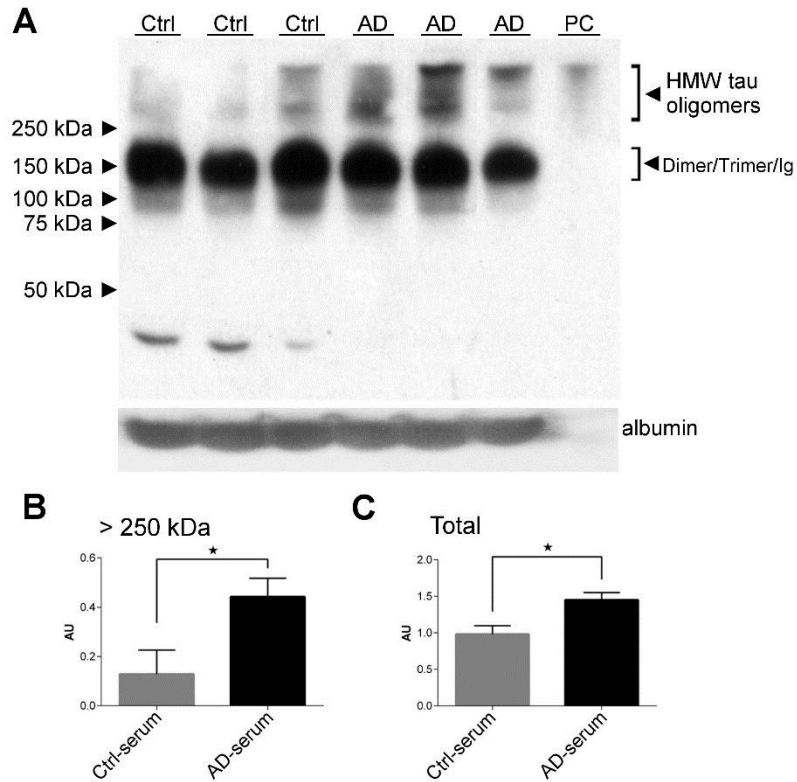 A
Ctrl Ctrl Ctrl AD AD AD PC
HMW tau
oligomers
250 kDa
150 kDa
Dimer/Trimer/Ig
100 kDa
75 kDa
50 kDa
albumin
B
> 250 kDa
0.6
0.4
0.2
0.0
AU
Ctrl-serum
AD-serum
C
Total
2.0
1.5
1.0
0.5
0.0
AU
Ctrl-serum
AD-serum